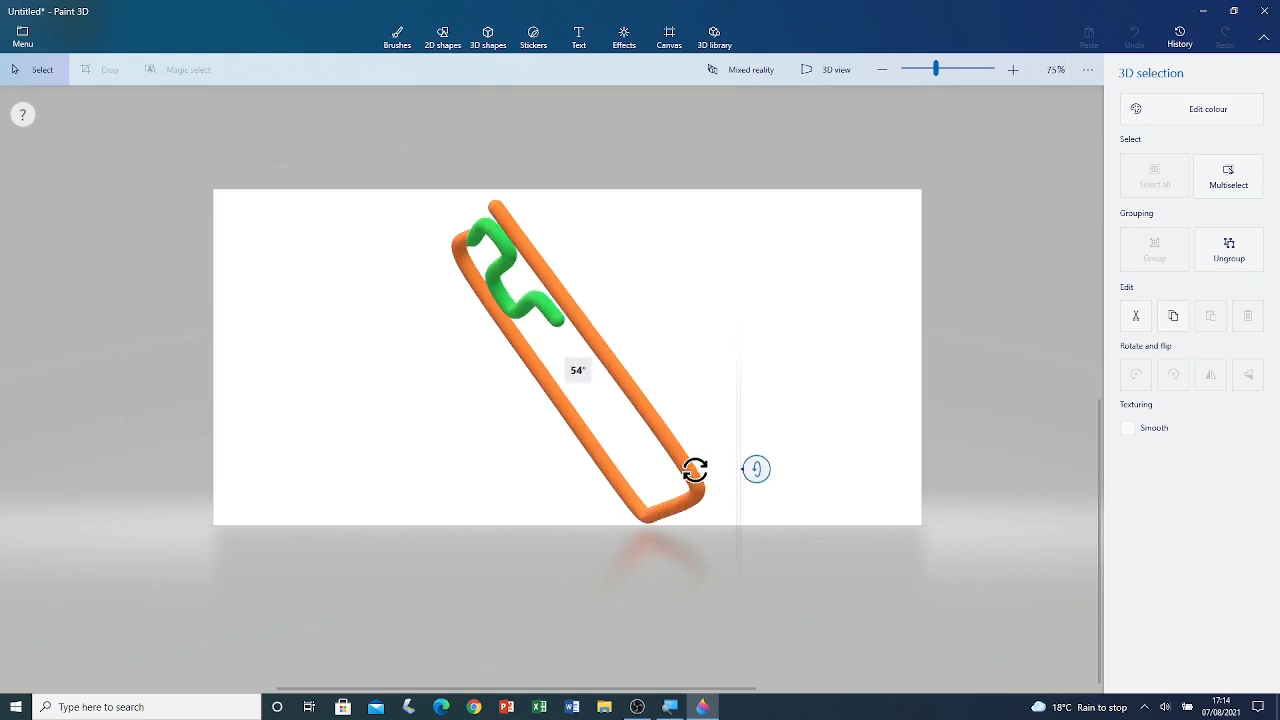 Untitled* - Paint 3D
Menu
Brushes
2D shapes
3D shapes
Stickers
Text
Effects
Canvas
3D library
Paste
Undo
History
Redo
Select
Crop
Magic select
Mixed reality
3D view
75%
?
3D selection
Edit colour
Select
Select all
Multiselect
Grouping
Group
Ungroup
Edit
Rotate and flip
Texturing
Smooth
54°
Type here to search
18°C Rain to stop
17:14
07/08/2021